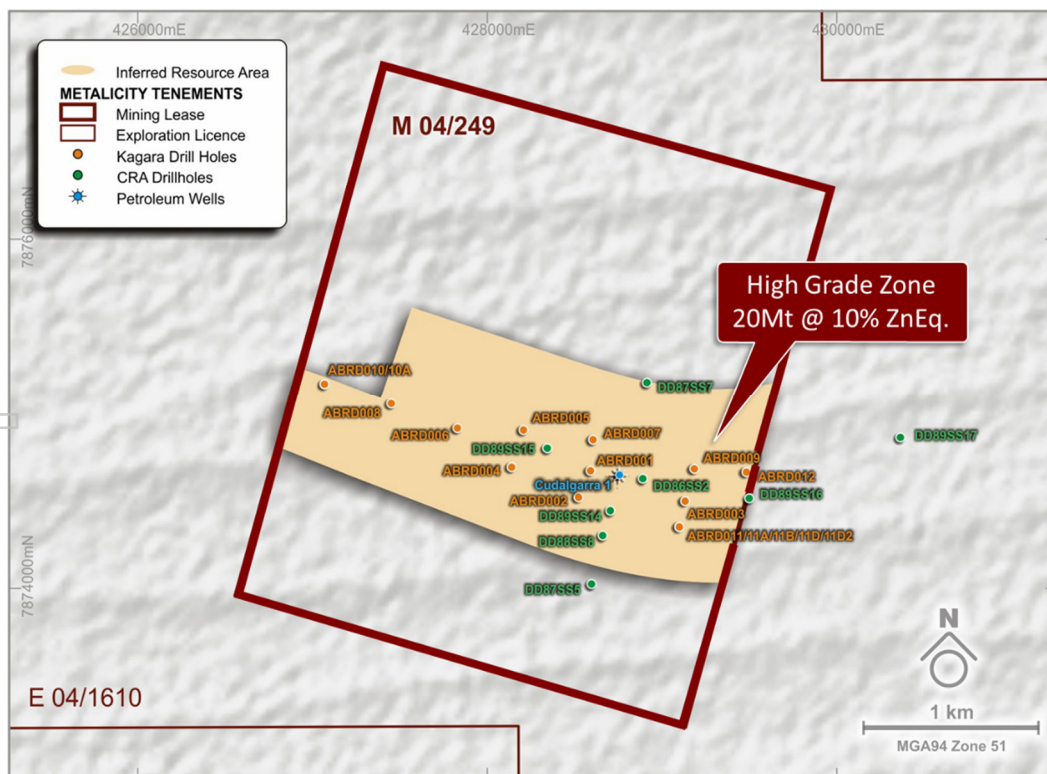 426000mE
428000mE
430000mE
Inferred Resource Area
METALICITY TENEMENTS
Mining Lease
Exploration Licence
Kagara Drill Holes
CRA Drillholes
Petroleum Wells
M 04/249
7876000mN
High Grade Zone
20Mt @ 10% ZnEq.
ABRD010/10A
DD87SS7
ABRD008
ABRD006
ABRD005
ABRD007
DD89SS17
DD89SS15
ABRD004
ABRD001
ABRD009
ABRD012
Cudalgarra 1
DD86SS2
ABRD002
DD89SS16
DD89SS14
ABRD003
DD88SS8
ABRD011/11A/11B/11D/11D2
DD87SS5
7874000mN
E 04/1610
N
1 km
MGA94 Zone 51